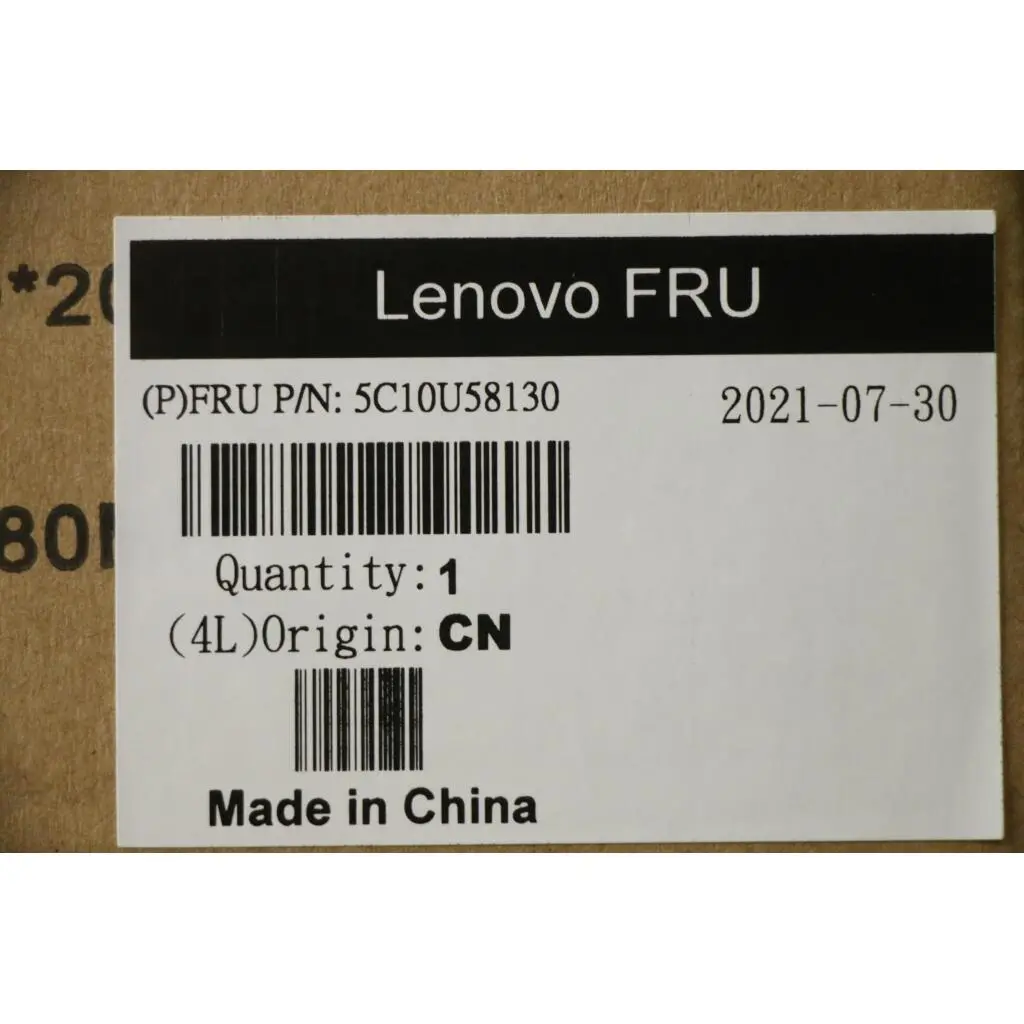 Lenovo FRU
(P)FRU P/N: 5C10U58130 2021-07-30
Quantity: 1
(4L)Origin: CN
Made in China